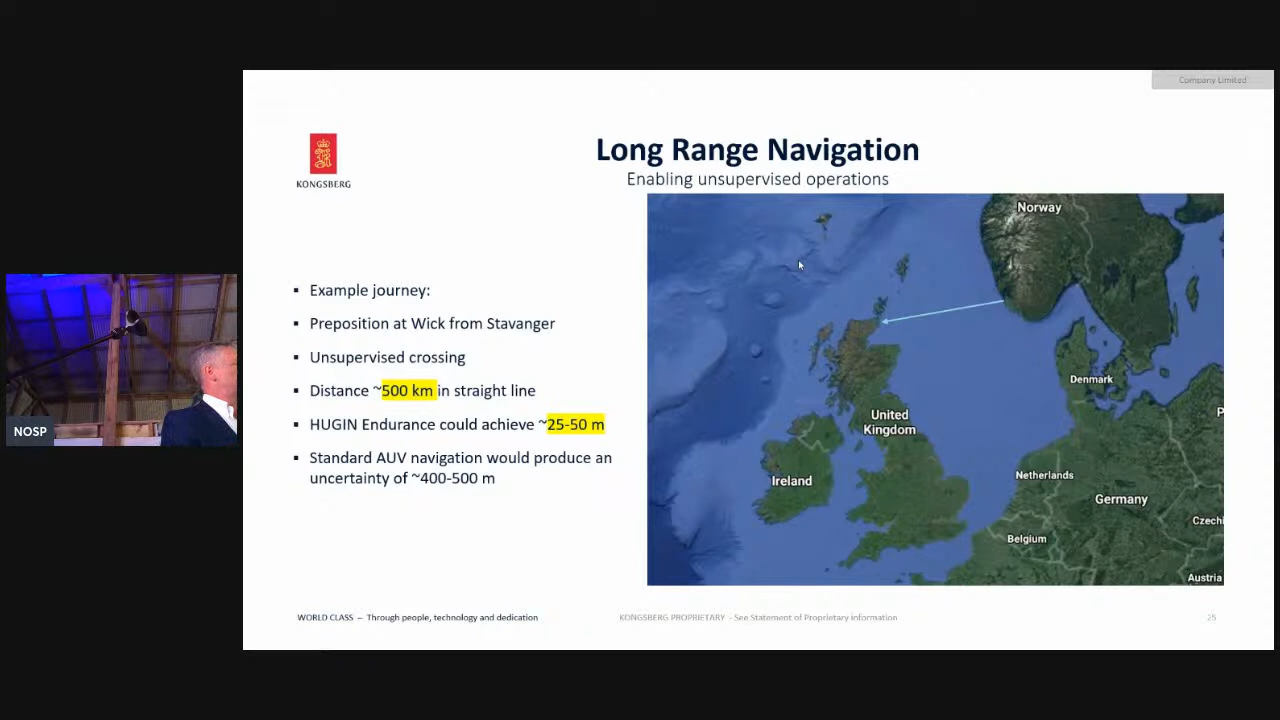 Company Limited
KONGSBERG
Long Range Navigation
Enabling unsupervised operations
▪ Example journey:
▪ Preposition at Wick from Stavanger
▪ Unsupervised crossing
▪ Distance ~500 km in straight line
▪ HUGIN Endurance could achieve ~25-50 m
▪ Standard AUV navigation would produce an
uncertainty of ~400-500 m
Norway
Denmark
United
Kingdom
Ireland
Netherlands
Germany
P
Czechi
Belgium
Austria
NOSP
WORLD CLASS – Through people, technology and dedication
KONGSBERG PROPRIETARY - See Statement of Proprietary information
25